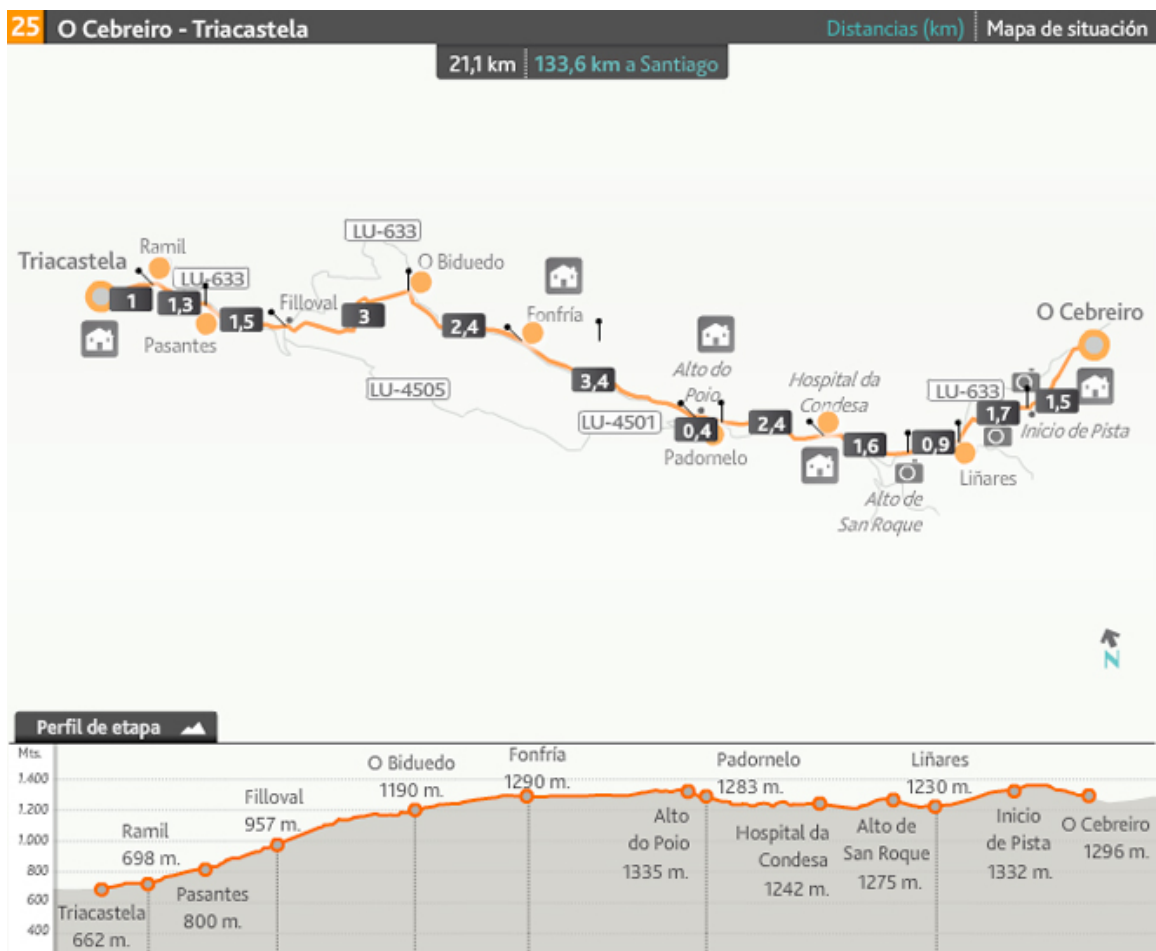 25 O Cebreiro - Triacastela
Distancias (km) Mapa de situación
21,1 km 133,6 km a Santiago
LU-633
Ramil
Triacastela
LU-633
O Biduedo
1
1,3
1,5
Filloval
3
2,4
Fonfría
Pasantes
O Cebreiro
LU-4505
3,4
Alto do
Poio
Hospital da
Condesa
LU-633
1,5
1,7
LU-4501
0,4
2,4
Inicio de Pista
1,6
0,9
Padornelo
Liñares
Alto de
San Roque
N
Perfil de etapa
Mts.
1.400
1.200
1.000
800
600
400
Triacastela
662 m.
Ramil
698 m.
Pasantes
800 m.
Filloval
957 m.
O Biduedo
1190 m.
Fonfría
1290 m.
Alto
do Poio
1335 m.
Padornelo
1283 m.
Hospital da
Condesa
1242 m.
Alto de
San Roque
1275 m.
Liñares
1230 m.
Inicio
de Pista
1332 m.
O Cebreiro
1296 m.